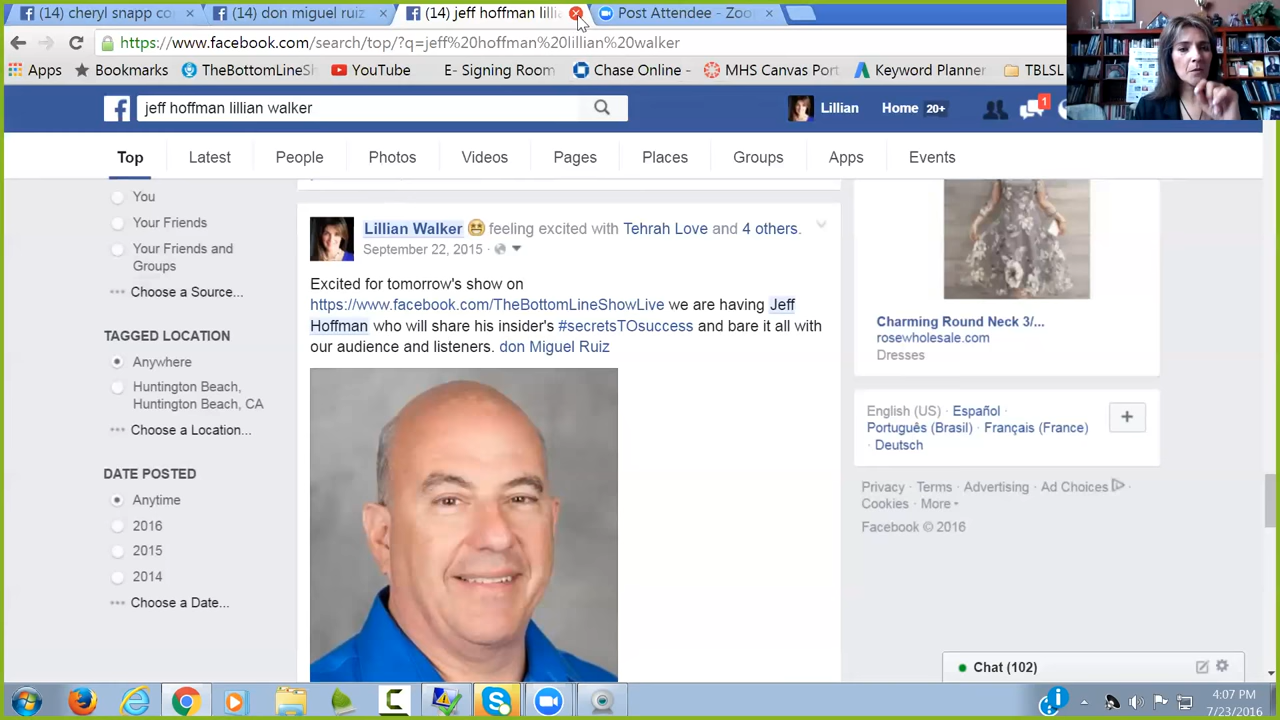 (14) cheryl snapp co
(14) don miguel ruiz
(14) jeff hoffman lilli
Post Attendee - Zoo
https://www.facebook.com/search/top/?q=jeff%20hoffman%20lillian%20walker
Apps
Bookmarks
TheBottomLineSh
YouTube
E- Signing Room
Chase Online -
MHS Canvas Port
Keyword Planner
TBLSL
jeff hoffman lillian walker
Lillian
Home 20+
1
Top
Latest
People
Photos
Videos
Pages
Places
Groups
Apps
Events
You
Your Friends
Your Friends and
Groups
Choose a Source...
TAGGED LOCATION
Anywhere
Huntington Beach,
Huntington Beach, CA
Choose a Location...
DATE POSTED
Anytime
2016
2015
2014
Choose a Date...
Lillian Walker feeling excited with Tehrah Love and 4 others.
September 22, 2015 ·
Excited for tomorrow's show on
https://www.facebook.com/TheBottomLineShowLive we are having Jeff
Hoffman who will share his insider's #secretsTOsuccess and bare it all with
our audience and listeners. don Miguel Ruiz
Charming Round Neck 3/...
rosewholesale.com
Dresses
English (US) · Español ·
Português (Brasil) · Français (France)
· Deutsch
+
Privacy · Terms · Advertising · Ad Choices ·
Cookies · More
Facebook © 2016
Chat (102)
4:07 PM
7/23/2016